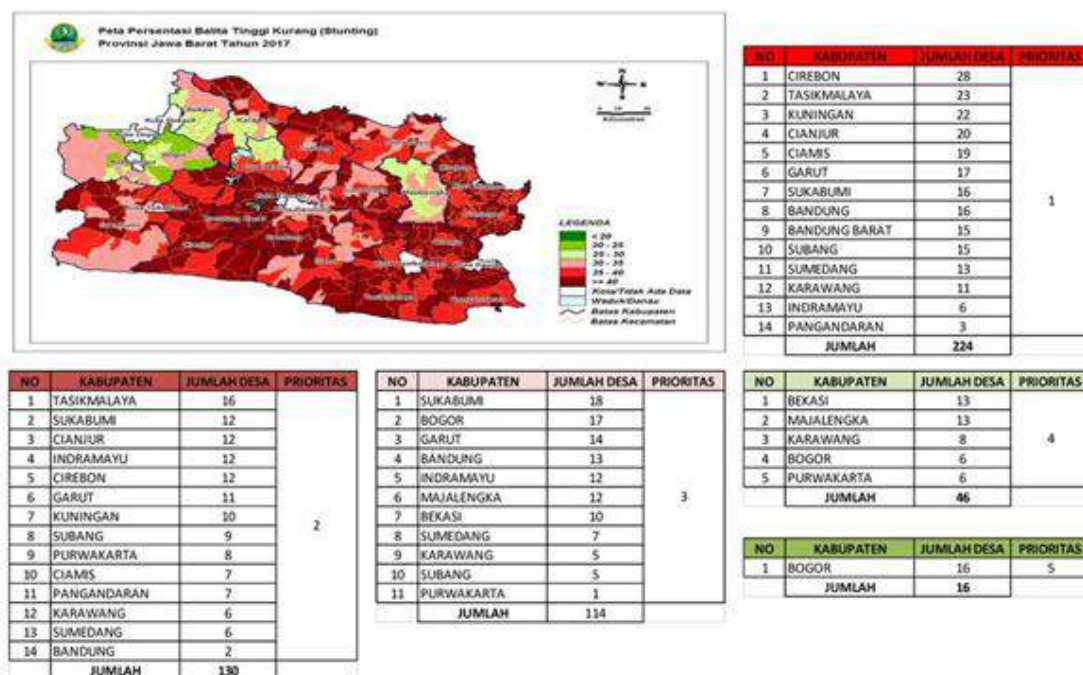 Peta Persentasi Balita Tinggi Kurang (Stunting)
Provinsi Jawa Barat Tahun 2017
LEGENDA
< 20
20 - 25
25 - 30
30 - 35
35 - 40
>= 40
Kota/Tidak Ada Data
Waduk/Danau
Batas Kabupaten
Batas Kecamatan
NO KABUPATEN JUMLAH DESA PRIORITAS
1 CIREBON 28
2 TASIKMALAYA 23
3 KUNINGAN 22
4 CIANJUR 20
5 CIAMIS 19
6 GARUT 17
7 SUKABUMI 16
8 BANDUNG 16
1
9 BANDUNG BARAT 15
10 SUBANG 15
11 SUMEDANG 13
12 KARAWANG 11
13 INDRAMAYU 6
14 PANGANDARAN 3
JUMLAH 224
NO KABUPATEN JUMLAH DESA PRIORITAS
1 TASIKMALAYA 16
2 SUKABUMI 12
3 CIANJUR 12
4 INDRAMAYU 12
5 CIREBON 12
6 GARUT 11
7 KUNINGAN 10
2
8 SUBANG 9
9 PURWAKARTA 8
10 CIAMIS 7
11 PANGANDARAN 7
12 KARAWANG 6
13 SUMEDANG 6
14 BANDUNG 2
JUMLAH 130
NO KABUPATEN JUMLAH DESA PRIORITAS
1 SUKABUMI 18
2 BOGOR 17
3 GARUT 14
4 BANDUNG 13
5 INDRAMAYU 12
6 MAJALENGKA 12 3
7 BEKASI 10
8 SUMEDANG 7
9 KARAWANG 5
10 SUBANG 5
11 PURWAKARTA 1
JUMLAH 114
NO KABUPATEN JUMLAH DESA PRIORITAS
1 BEKASI 13
2 MAJALENGKA 13
3 KARAWANG 8 4
4 BOGOR 6
5 PURWAKARTA 6
JUMLAH 46
NO KABUPATEN JUMLAH DESA PRIORITAS
1 BOGOR 16 5
JUMLAH 16